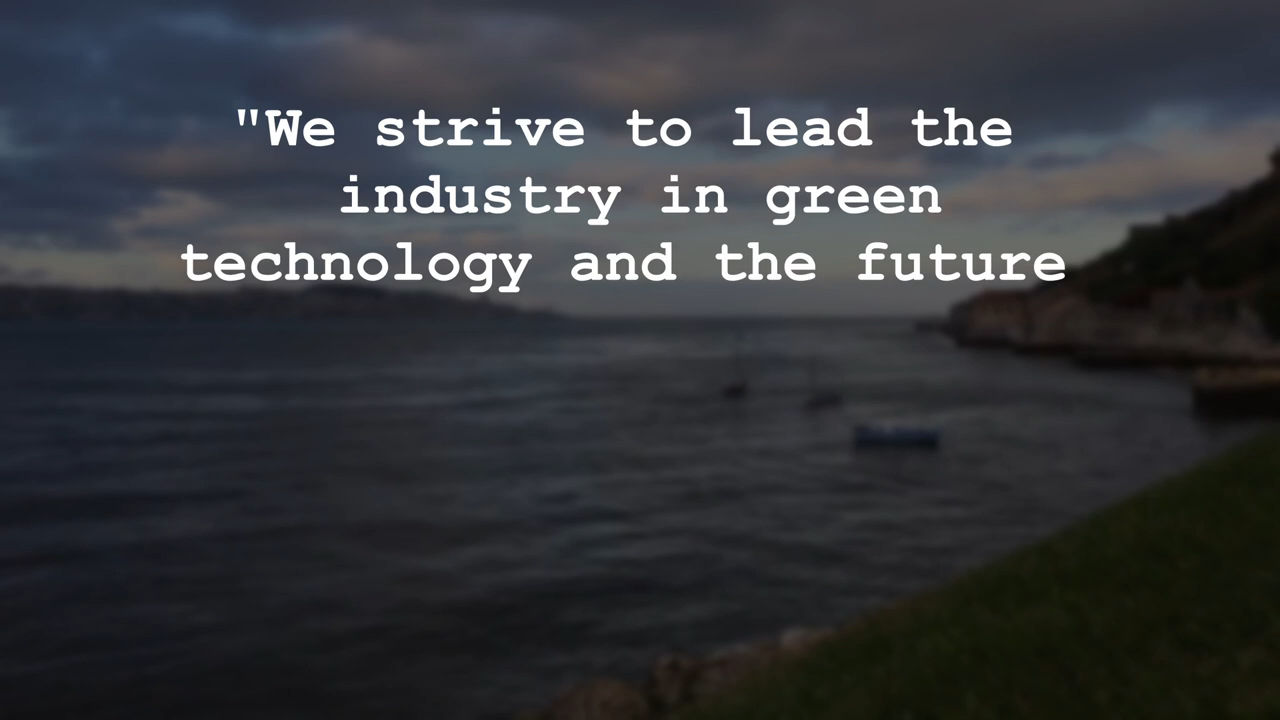 "We strive to lead the
industry in green
technology and the future